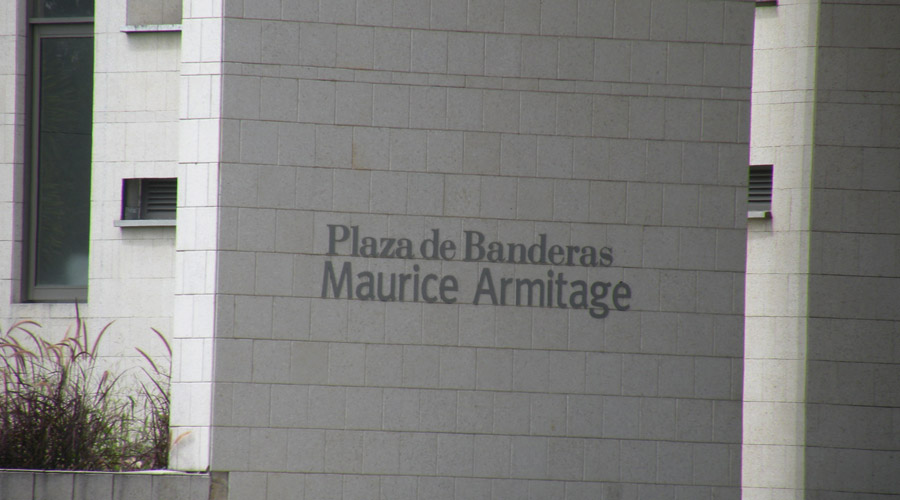 Plaza de Banderas
Maurice Armitage